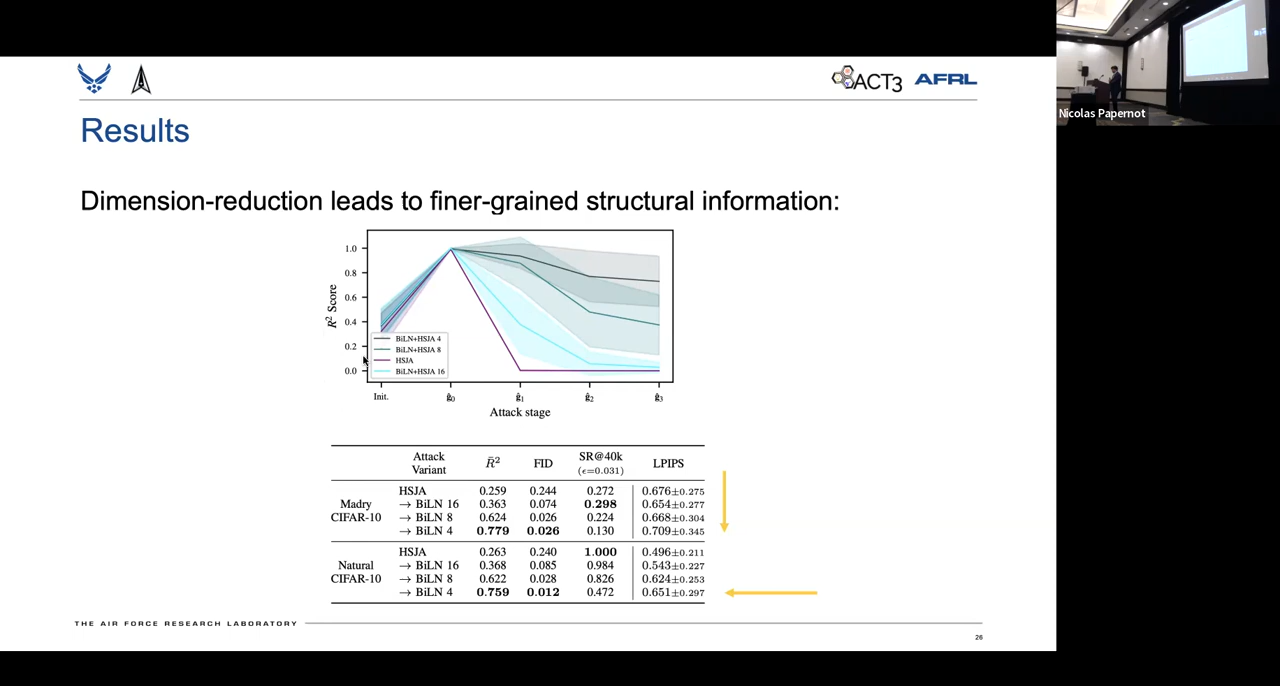 ACT3 AFRL
Nicolas Papernot
Results
Dimension-reduction leads to finer-grained structural information:
1.0
0.8
0.6
0.4
0.2
0.0
R² Score
BiLN+HSJA 4
BiLN+HSJA 8
HSJA
BiLN+HSJA 16
Init. ĝ₀ ĝ₁ ĝ₂ ĝ₃
Attack stage
Attack Variant R̄² FID SR@40k (ϵ=0.031) LPIPS
Madry CIFAR-10
HSJA 0.259 0.244 0.272 0.676±0.275
→ BiLN 16 0.363 0.074 0.298 0.654±0.277
→ BiLN 8 0.624 0.026 0.224 0.668±0.304
→ BiLN 4 0.779 0.026 0.130 0.709±0.345
Natural CIFAR-10
HSJA 0.263 0.240 1.000 0.496±0.211
→ BiLN 16 0.368 0.085 0.984 0.543±0.227
→ BiLN 8 0.622 0.028 0.826 0.624±0.253
→ BiLN 4 0.759 0.012 0.472 0.651±0.297
THE AIR FORCE RESEARCH LABORATORY
26